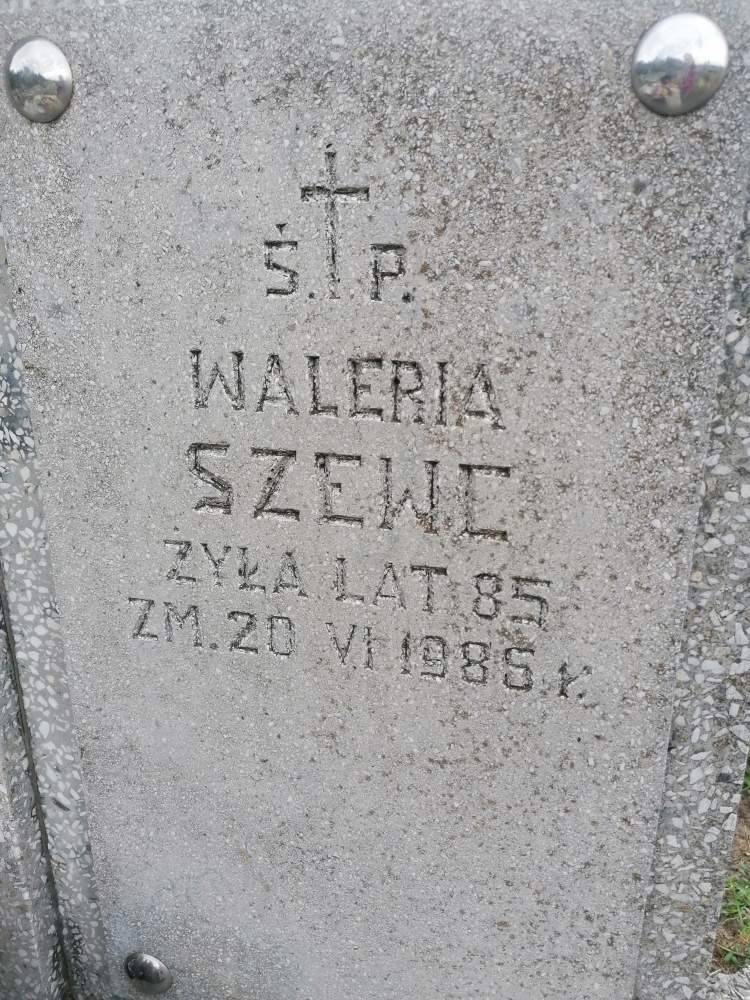 Ś. P.
WALERIA
SZEWC
ŻYŁA LAT 85
ZM. 20 VI 1986 r.